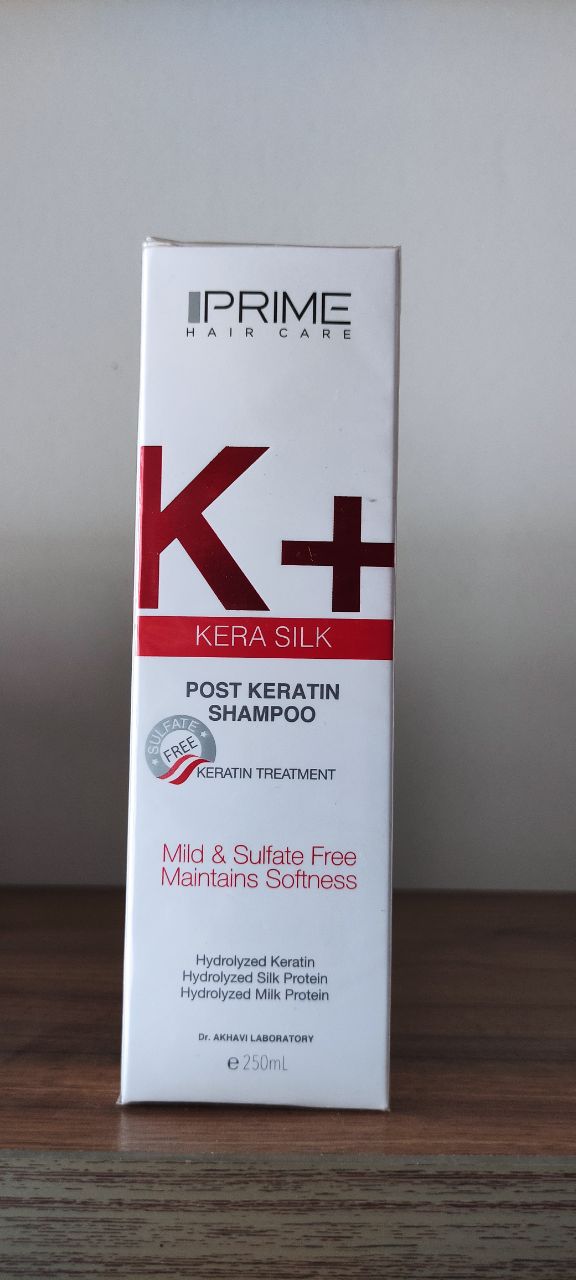 PRIME
HAIR CARE
K+
KERA SILK
POST KERATIN
SHAMPOO
SULFATE
FREE
KERATIN TREATMENT
Mild & Sulfate Free
Maintains Softness
Hydrolyzed Keratin
Hydrolyzed Silk Protein
Hydrolyzed Milk Protein
Dr. AKHAVI LABORATORY
℮ 250mL